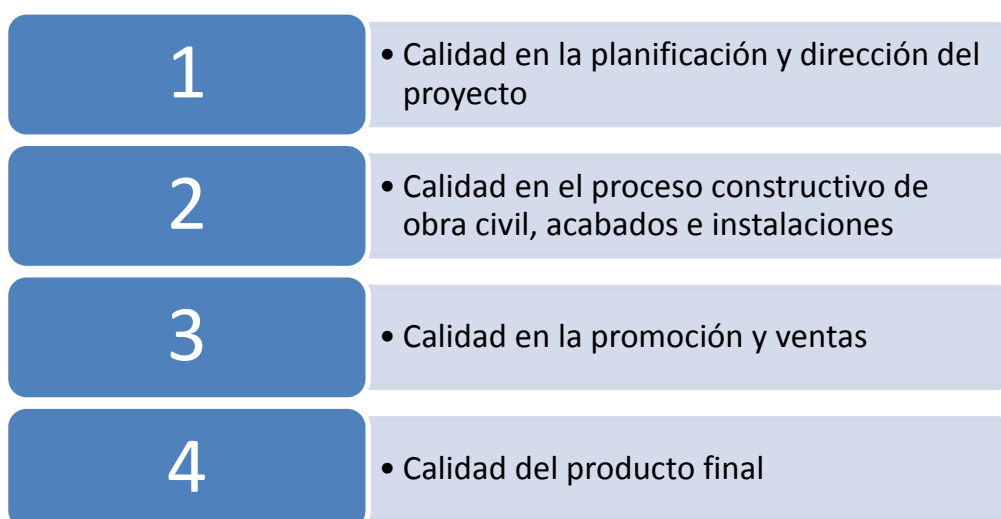 1
• Calidad en la planificación y dirección del
proyecto
2
• Calidad en el proceso constructivo de
obra civil, acabados e instalaciones
3
• Calidad en la promoción y ventas
4
• Calidad del producto final